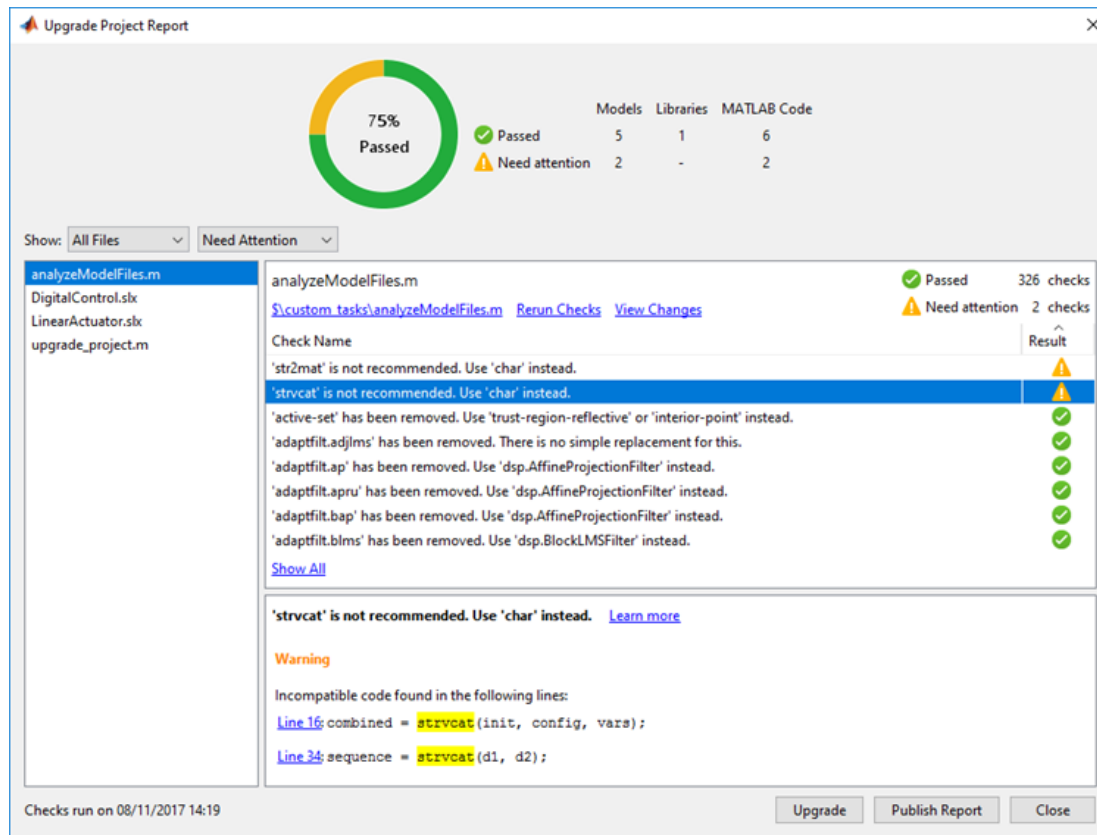 Upgrade Project Report
75%
Passed
Models Libraries MATLAB Code
Passed 5 1 6
Need attention 2 - 2
Show: All Files Need Attention
analyzeModelFiles.m
DigitalControl.slx
LinearActuator.slx
upgrade_project.m
analyzeModelFiles.m
Passed 326 checks
$\custom_tasks\analyzeModelFiles.m Rerun Checks View Changes
Need attention 2 checks
Check Name Result
'str2mat' is not recommended. Use 'char' instead.
'strvcat' is not recommended. Use 'char' instead.
'active-set' has been removed. Use 'trust-region-reflective' or 'interior-point' instead.
'adaptfilt.adjlms' has been removed. There is no simple replacement for this.
'adaptfilt.ap' has been removed. Use 'dsp.AffineProjectionFilter' instead.
'adaptfilt.apru' has been removed. Use 'dsp.AffineProjectionFilter' instead.
'adaptfilt.bap' has been removed. Use 'dsp.AffineProjectionFilter' instead.
'adaptfilt.blms' has been removed. Use 'dsp.BlockLMSFilter' instead.
Show All
'strvcat' is not recommended. Use 'char' instead. Learn more
Warning
Incompatible code found in the following lines:
Line 16: combined = strvcat(init, config, vars);
Line 34: sequence = strvcat(d1, d2);
Checks run on 08/11/2017 14:19
Upgrade Publish Report Close